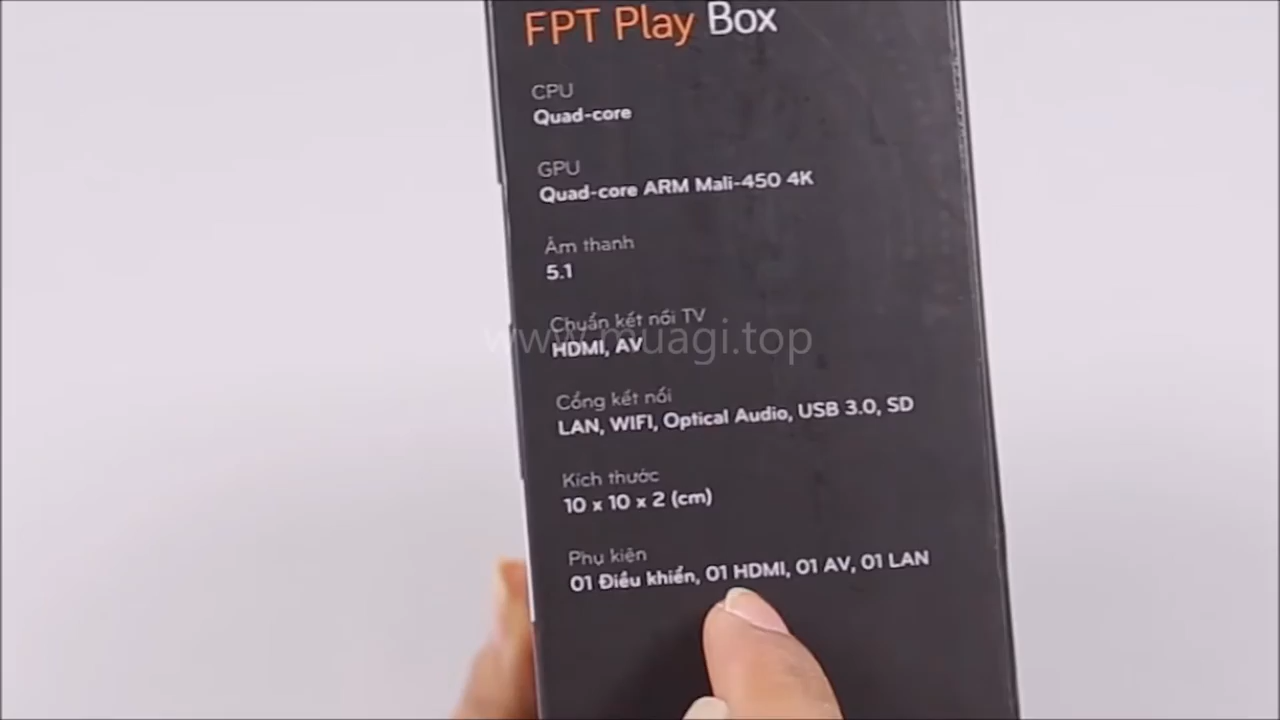 FPT Play Box
CPU
Quad-core
GPU
Quad-core ARM Mali-450 4K
Âm thanh
5.1
Chuẩn kết nối TV
www.muagi.top
HDMI, AV
Cổng kết nối
LAN, WIFI, Optical Audio, USB 3.0, SD
Kích thước
10 x 10 x 2 (cm)
Phụ kiện
01 Điều khiển, 01 HDMI, 01 AV, 01 LAN